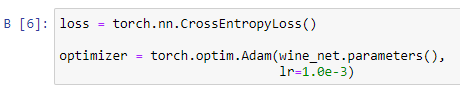 B [6]: loss = torch.nn.CrossEntropyLoss()
optimizer = torch.optim.Adam(wine_net.parameters(),
lr=1.0e-3)